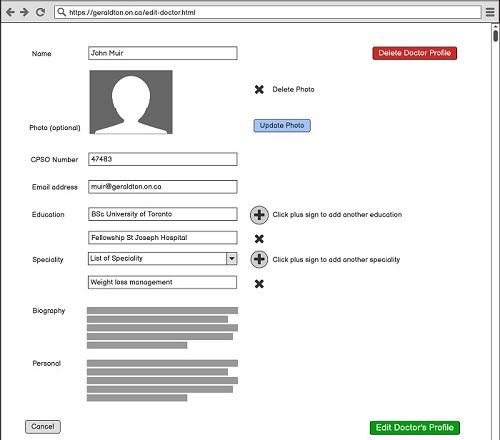 https://geraldton.on.ca/edit-doctor.html
Name
John Muir
Delete Doctor Profile
Delete Photo
Photo (optional)
Update Photo
CPSO Number
47483
Email address
muir@geraldton.on.ca
Education
BSc University of Toronto
Click plus sign to add another education
Fellowship St Joseph Hospital
Speciality
List of Speciality
Click plus sign to add another speciality
Weight loss management
Biography
Personal
Cancel
Edit Doctor's Profile